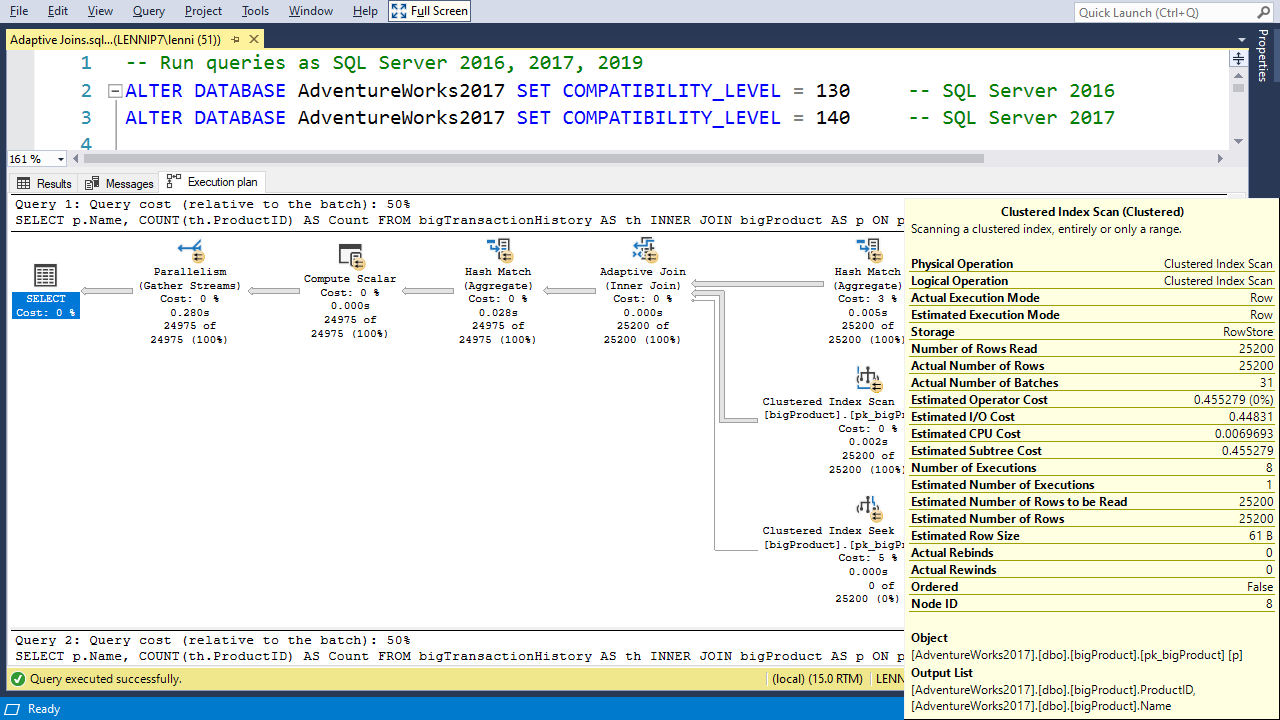 File Edit View Query Project Tools Window Help Full Screen
Quick Launch (Ctrl+Q)
Adaptive Joins.sql...(LENNIP7\lenni (51))
Properties
1 -- Run queries as SQL Server 2016, 2017, 2019
2 ALTER DATABASE AdventureWorks2017 SET COMPATIBILITY_LEVEL = 130 -- SQL Server 2016
3 ALTER DATABASE AdventureWorks2017 SET COMPATIBILITY_LEVEL = 140 -- SQL Server 2017
4
161 %
Results Messages Execution plan
Query 1: Query cost (relative to the batch): 50%
SELECT p.Name, COUNT(th.ProductID) AS Count FROM bigTransactionHistory AS th INNER JOIN bigProduct AS p ON p
SELECT
Cost: 0 %
Parallelism
(Gather Streams)
Cost: 0 %
0.280s
24975 of
24975 (100%)
Compute Scalar
Cost: 0 %
0.000s
24975 of
24975 (100%)
Hash Match
(Aggregate)
Cost: 0 %
0.028s
24975 of
24975 (100%)
Adaptive Join
(Inner Join)
Cost: 0 %
0.000s
25200 of
25200 (100%)
Hash Match
(Aggregate)
Cost: 3 %
0.005s
25200 of
25200 (100%)
Clustered Index Scan
[bigProduct].[pk_bigPr
Cost: 0 %
0.002s
25200 of
25200 (100%)
Clustered Index Seek
[bigProduct].[pk_bigPr
Cost: 5 %
0.000s
0 of
25200 (0%)
Query 2: Query cost (relative to the batch): 50%
SELECT p.Name, COUNT(th.ProductID) AS Count FROM bigTransactionHistory AS th INNER JOIN bigProduct AS p ON p
Query executed successfully. (local) (15.0 RTM) LENN
Ready
Clustered Index Scan (Clustered)
Scanning a clustered index, entirely or only a range.
Physical Operation Clustered Index Scan
Logical Operation Clustered Index Scan
Actual Execution Mode Row
Estimated Execution Mode Row
Storage RowStore
Number of Rows Read 25200
Actual Number of Rows 25200
Actual Number of Batches 31
Estimated Operator Cost 0.455279 (0%)
Estimated I/O Cost 0.44831
Estimated CPU Cost 0.0069693
Estimated Subtree Cost 0.455279
Number of Executions 8
Estimated Number of Executions 1
Estimated Number of Rows to be Read 25200
Estimated Number of Rows 25200
Estimated Row Size 61 B
Actual Rebinds 0
Actual Rewinds 0
Ordered False
Node ID 8
Object
[AdventureWorks2017].[dbo].[bigProduct].[pk_bigProduct] [p]
Output List
[AdventureWorks2017].[dbo].[bigProduct].ProductID,
[AdventureWorks2017].[dbo].[bigProduct].Name